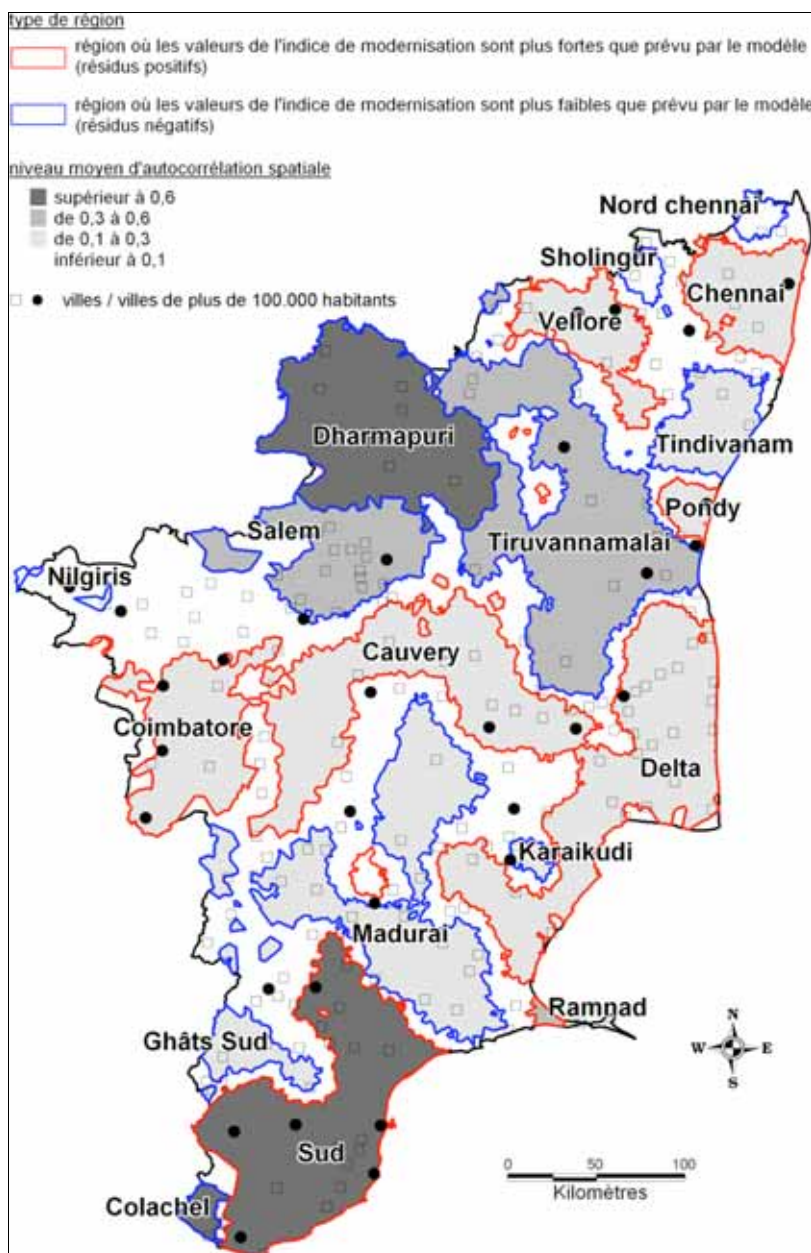 type de région
région où les valeurs de l'indice de modernisation sont plus fortes que prévu par le modèle
(résidus positifs)
région où les valeurs de l'indice de modernisation sont plus faibles que prévu par le modèle
(résidus négatifs)
niveau moyen d'autocorrélation spatiale
supérieur à 0,6
de 0,3 à 0,6
de 0,1 à 0,3
inférieur à 0,1
villes / villes de plus de 100.000 habitants
Nord chennaï
Sholingur
Chennaï
Vellore
Dharmapuri
Tindivanam
Pondy
Salem
Tiruvannamalai
Nilgiris
Cauvery
Coimbatore
Delta
Karaikudi
Madurai
Ramnad
Ghâts Sud
N
W E
S
Sud
Colachel
0 50 100
Kilomètres